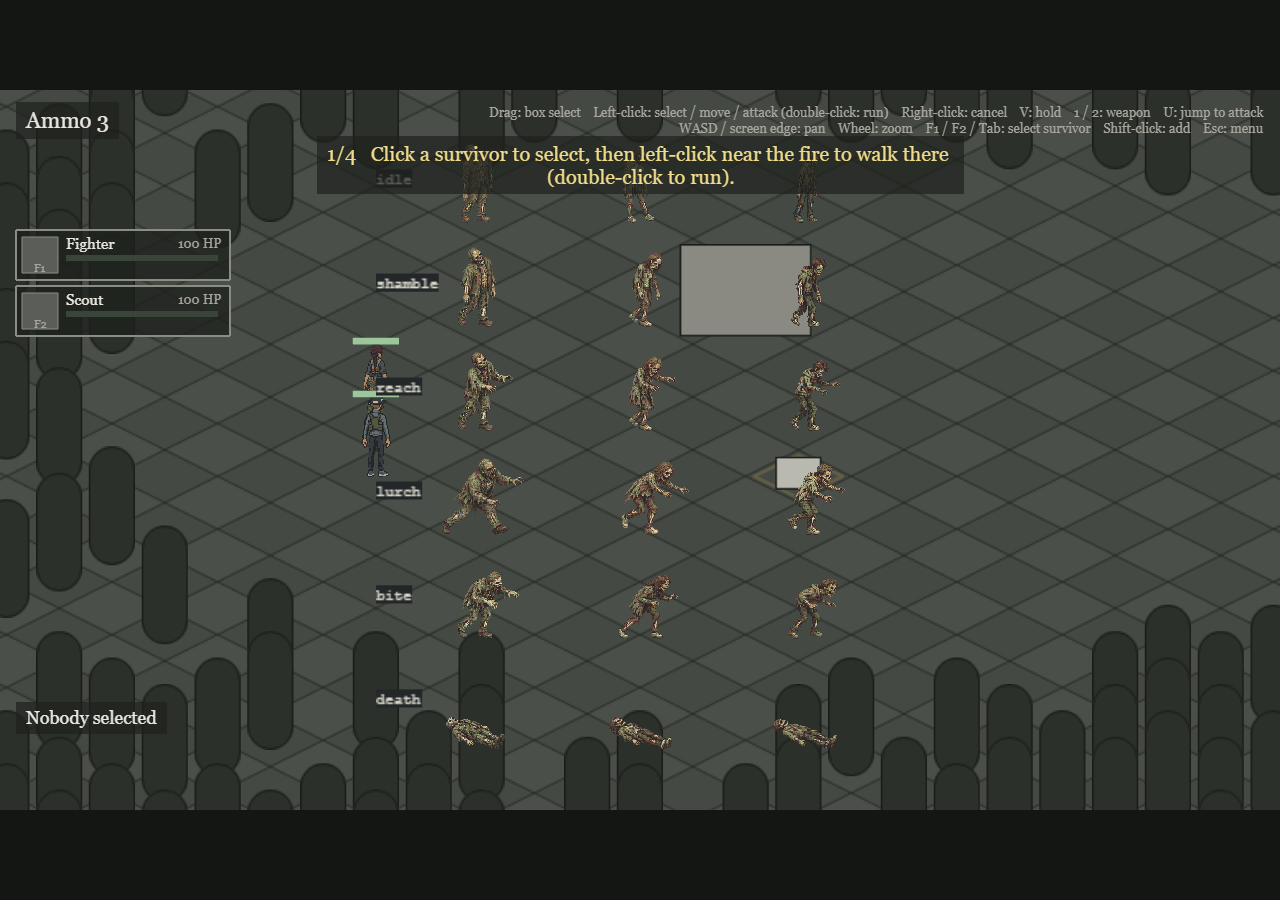 Ammo 3
Drag: box select Left-click: select / move / attack (double-click: run) Right-click: cancel V: hold 1 / 2: weapon U: jump to attack
WASD / screen edge: pan Wheel: zoom F1 / F2 / Tab: select survivor Shift-click: add Esc: menu
1/4 Click a survivor to select, then left-click near the fire to walk there
(double-click to run).
idle
Fighter 100 HP
F1
Scout 100 HP
F2
shamble
reach
lurch
bite
death
Nobody selected